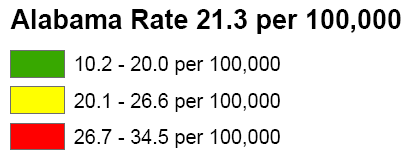 Alabama Rate 21.3 per 100,000
10.2 - 20.0 per 100,000
20.1 - 26.6 per 100,000
26.7 - 34.5 per 100,000